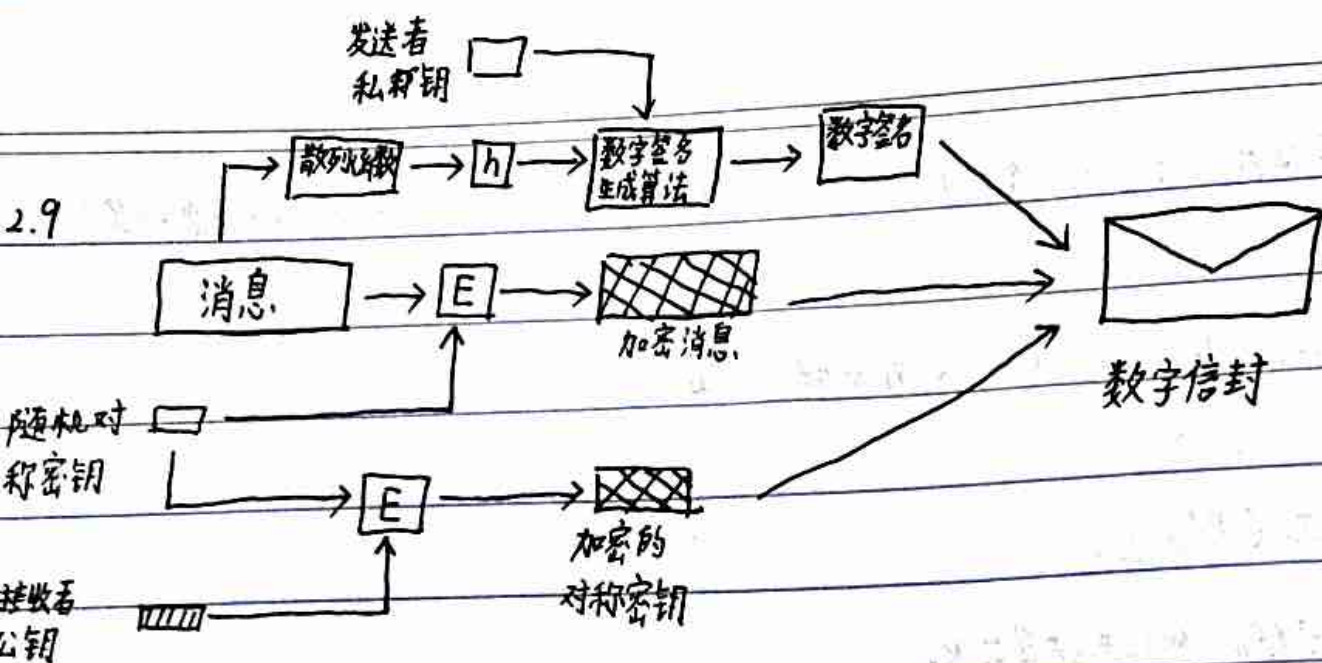 发送者
私钥
散列函数
h
数字签名
生成算法
数字签名
2.9
消息
E
加密消息
数字信封
随机对
称密钥
E
加密的
对称密钥
接收者
公钥